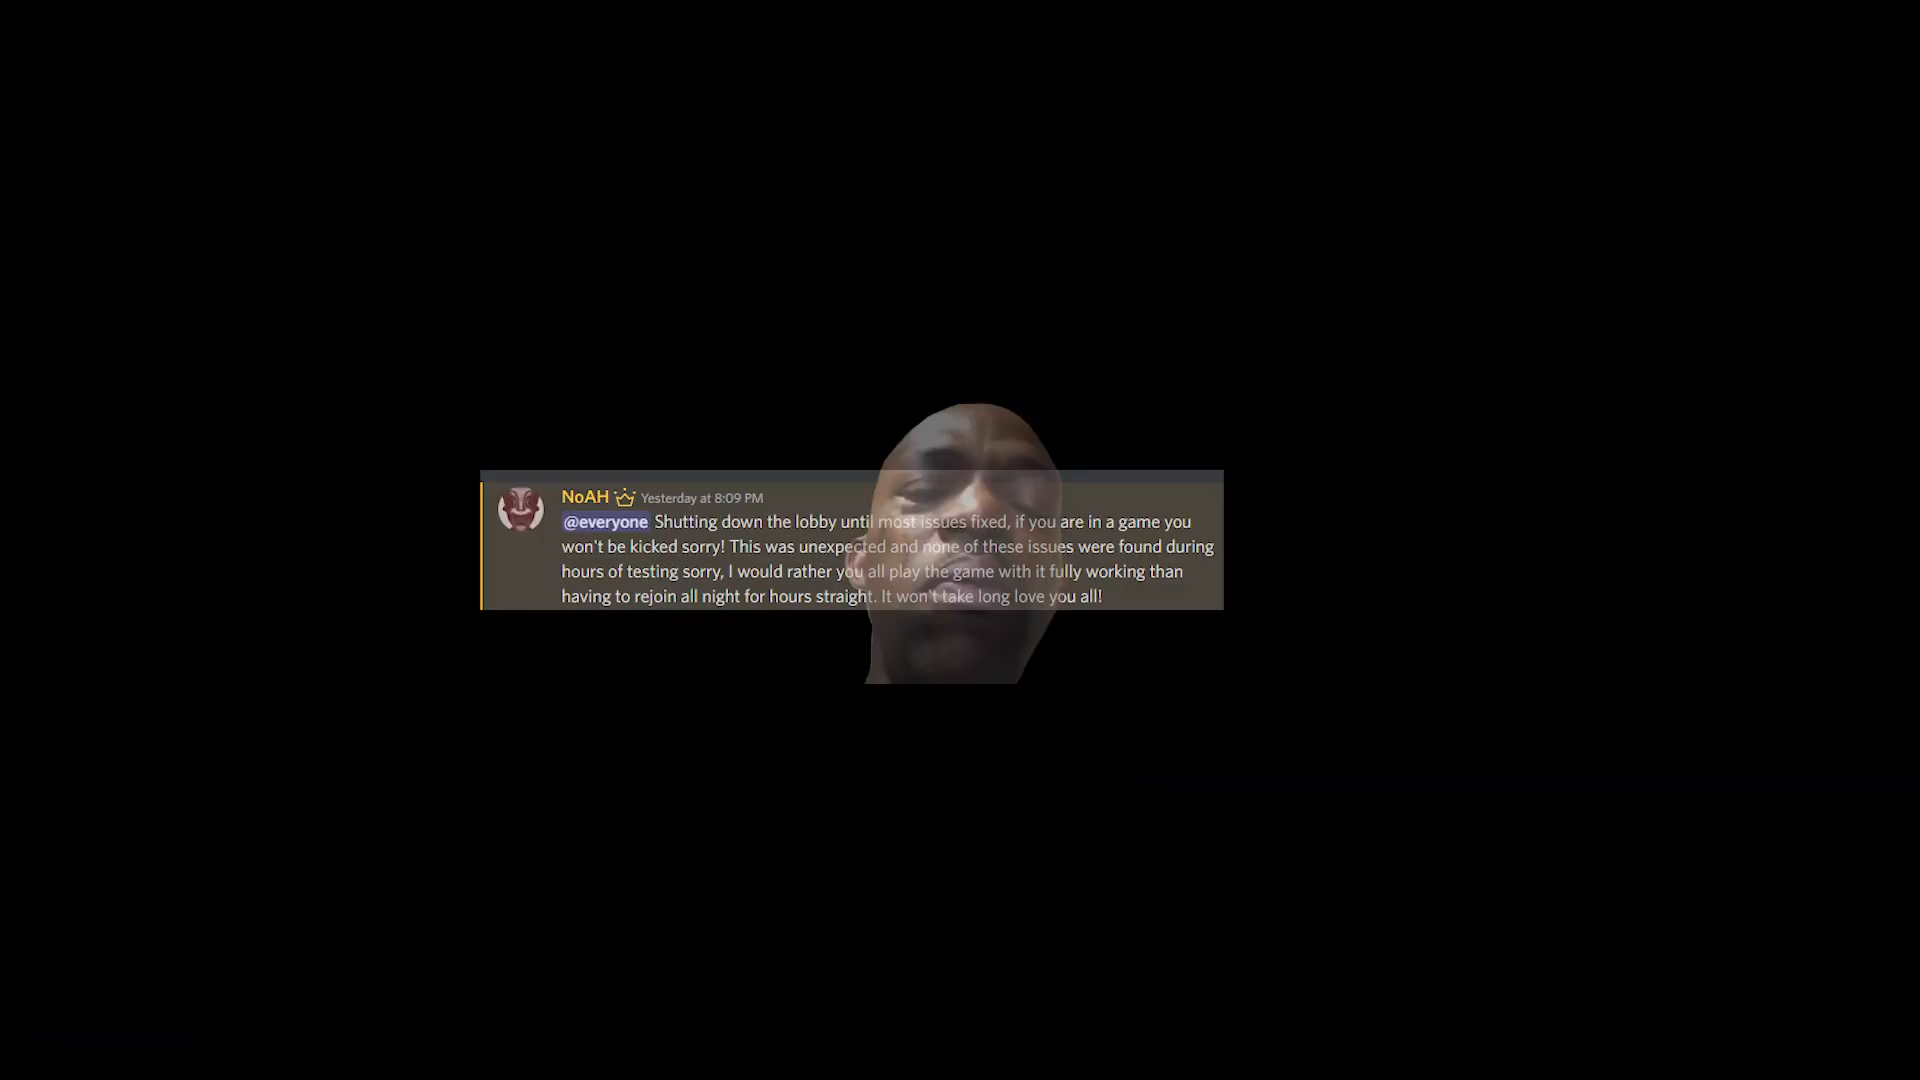 NoAH Yesterday at 8:09 PM
@everyone Shutting down the lobby until most issues fixed, if you are in a game you
won't be kicked sorry! This was unexpected and none of these issues were found during
hours of testing sorry, I would rather you all play the game with it fully working than
having to rejoin all night for hours straight. It won't take long love you all!